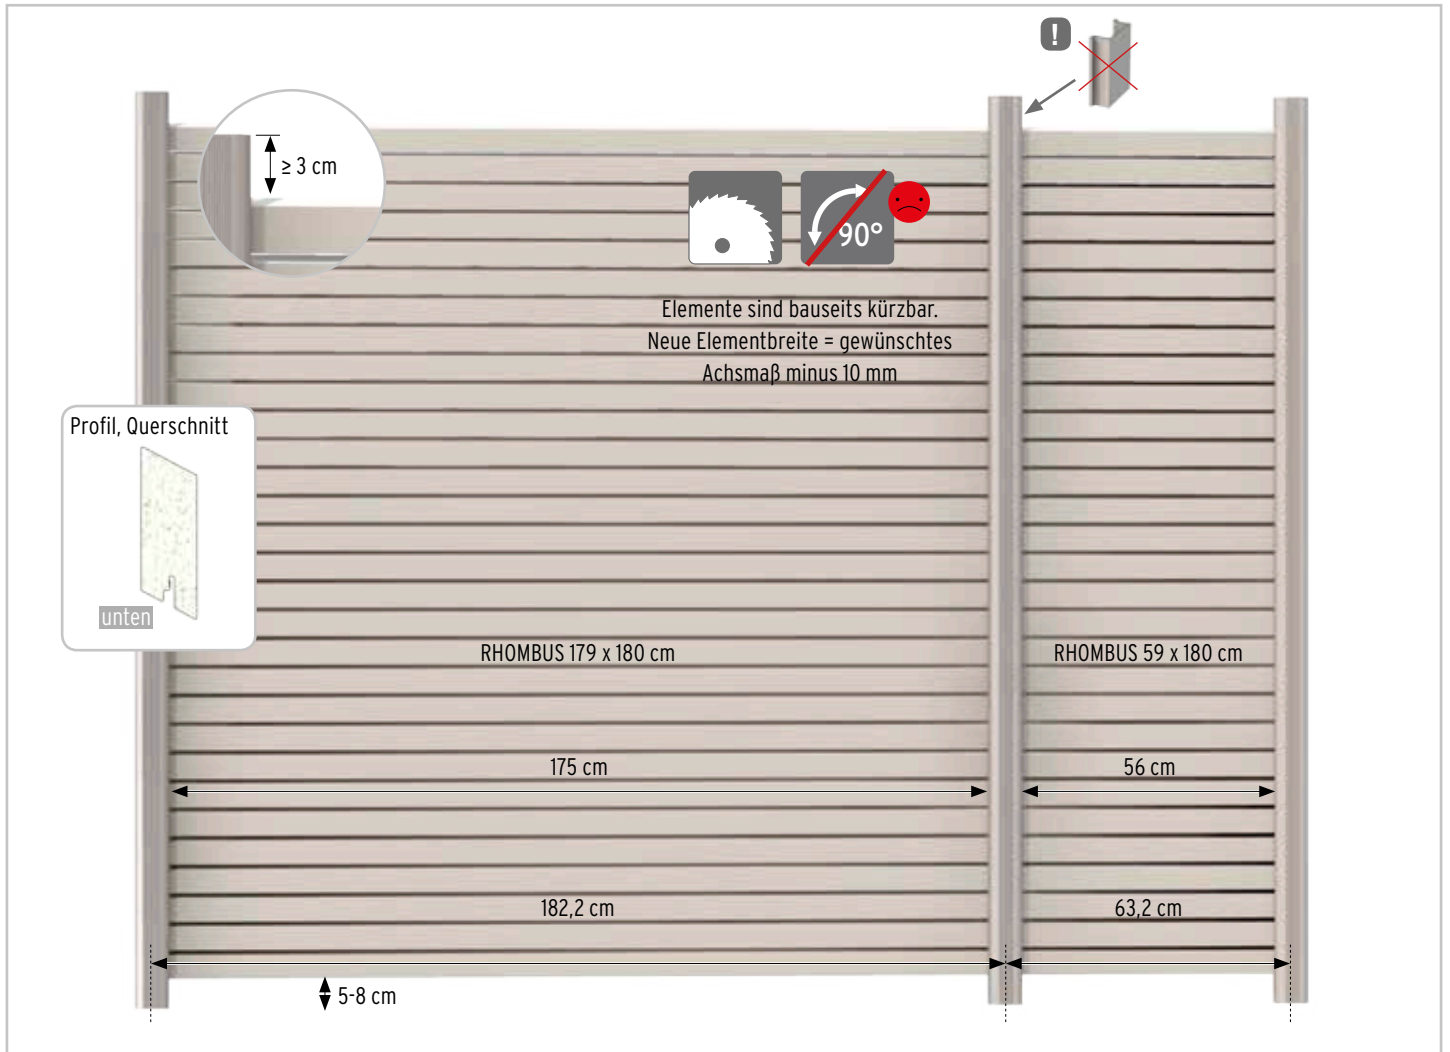 !
≥ 3 cm
90°
Elemente sind bauseits kürzbar.
Neue Elementbreite = gewünschtes
Achsmaß minus 10 mm
Profil, Querschnitt
unten
RHOMBUS 179 x 180 cm
RHOMBUS 59 x 180 cm
175 cm
56 cm
182,2 cm
63,2 cm
5-8 cm